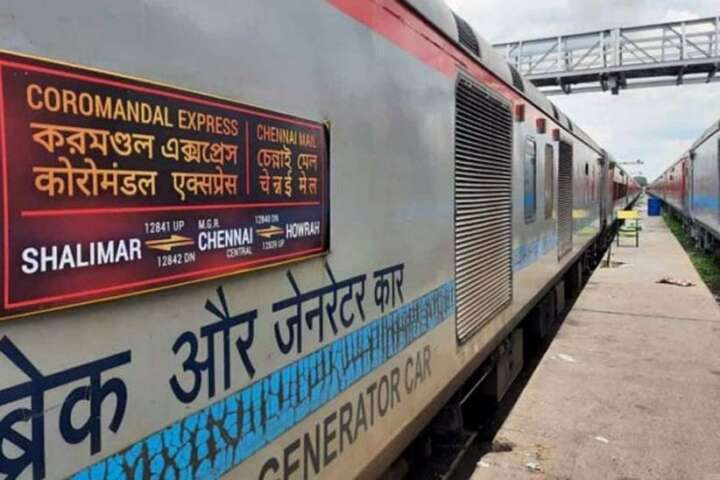 COROMANDAL EXPRESS
করমণ্ডল এক্সপ্রেস
कोरोमंडल एक्सप्रेस
CHENNAI MAIL
চেন্নাই মেল
चेन्नई मेल
SHALIMAR
12841 UP
12842 DN
M.G.R.
CHENNAI
CENTRAL
12840 DN
12839 UP
HOWRAH
ब्रेक और जेनरेटर कार
GENERATOR CAR